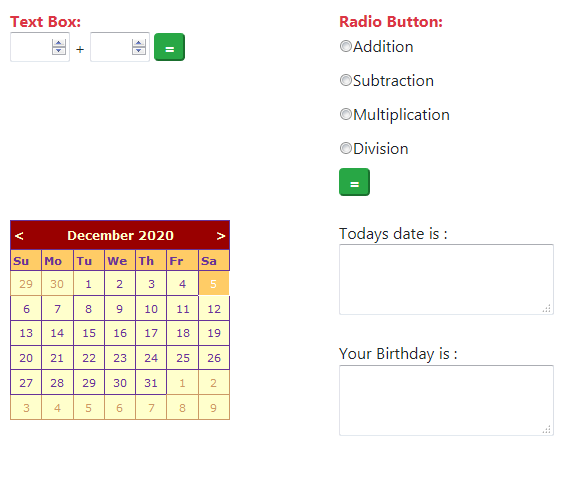 Text Box:
+ =
Radio Button:
Addition
Subtraction
Multiplication
Division
=
< December 2020 >
Su Mo Tu We Th Fr Sa
29 30 1 2 3 4 5
6 7 8 9 10 11 12
13 14 15 16 17 18 19
20 21 22 23 24 25 26
27 28 29 30 31 1 2
3 4 5 6 7 8 9
Todays date is :
Your Birthday is :